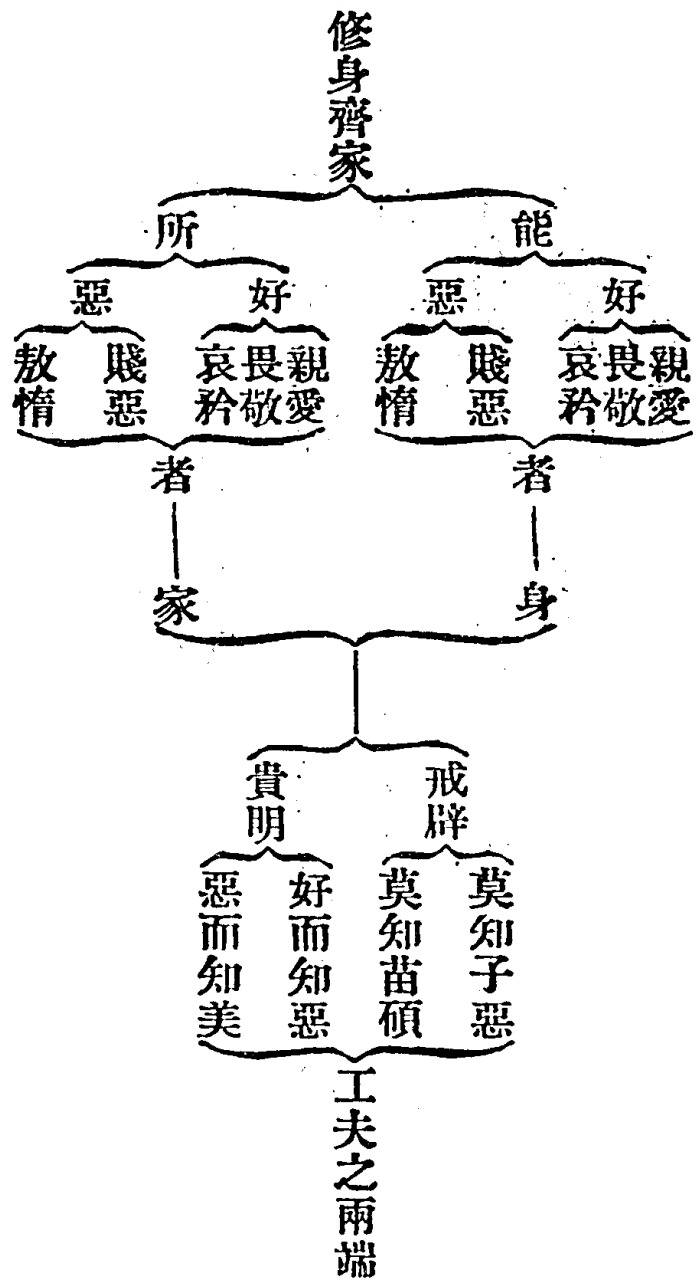 修身齊家
能
好
親愛
畏敬
哀矜
惡
賤惡
敖惰
者
身
所
好
親愛
畏敬
哀矜
惡
賤惡
敖惰
者
家
戒辟
莫知子惡
莫知苗碩
貴明
好而知惡
惡而知美
工夫之兩端